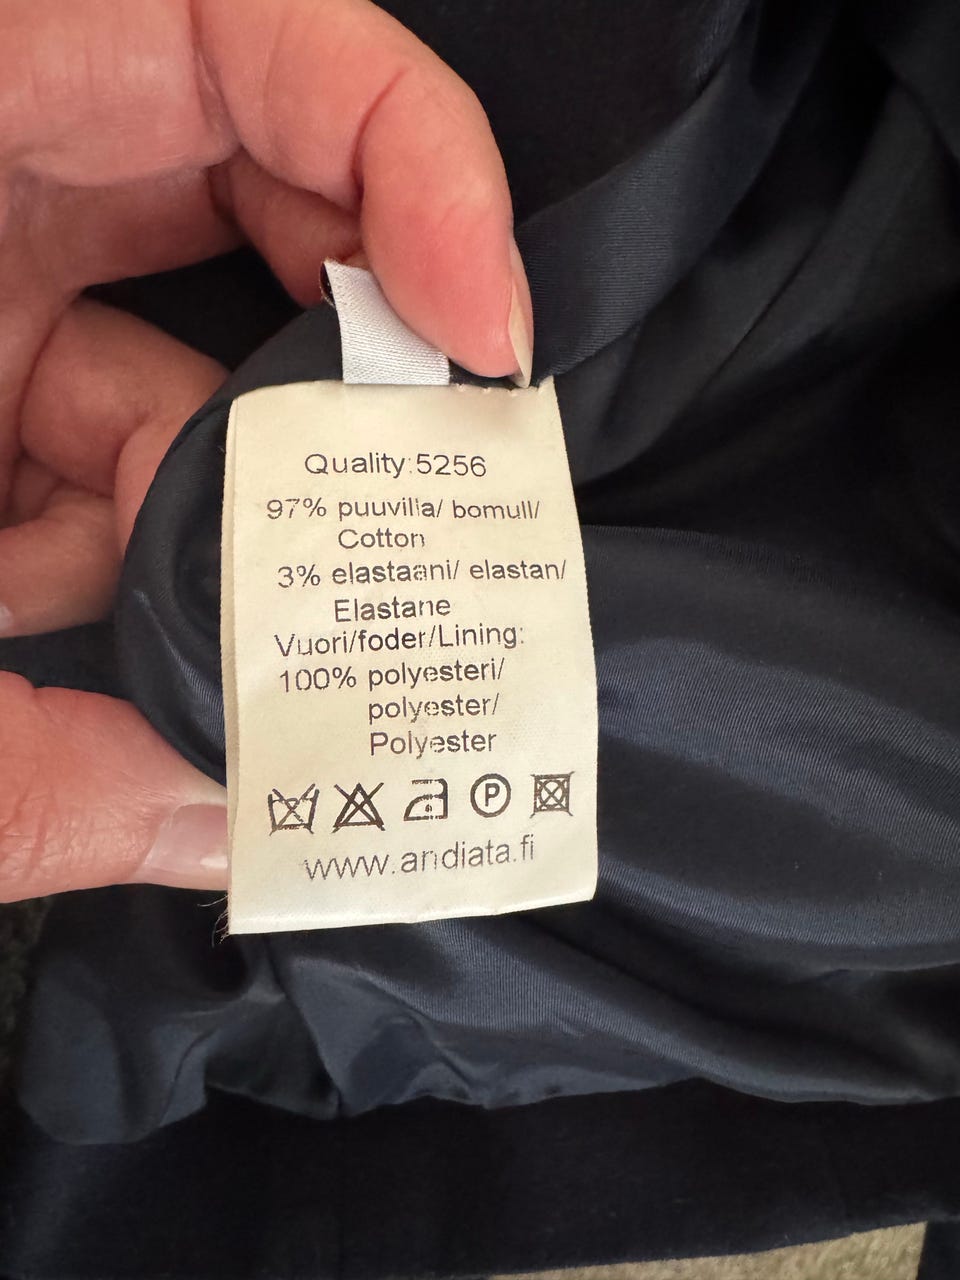 Quality:5256
97% puuvilla/ bomull/
Cotton
3% elastaani/ elastan/
Elastane
Vuori/foder/Lining:
100% polyesteri/
polyester/
Polyester
P
www.andiata.fi